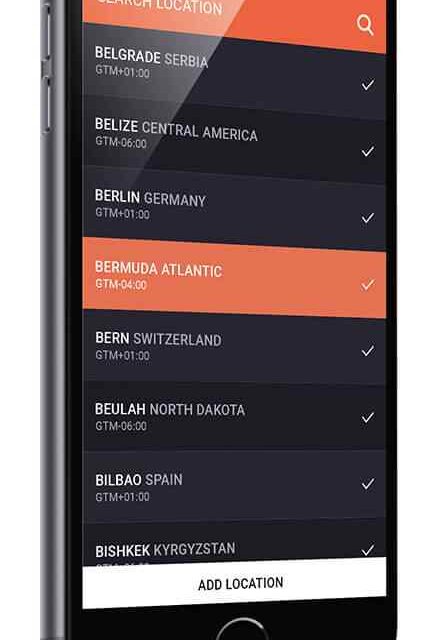 SEARCH LOCATION
BELGRADE SERBIA
GTM+01:00
BELIZE CENTRAL AMERICA
GTM-06:00
BERLIN GERMANY
GTM+01:00
BERMUDA ATLANTIC
GTM-04:00
BERN SWITZERLAND
GTM+01:00
BEULAH NORTH DAKOTA
GTM-06:00
BILBAO SPAIN
GTM+01:00
BISHKEK KYRGYZSTAN
ADD LOCATION